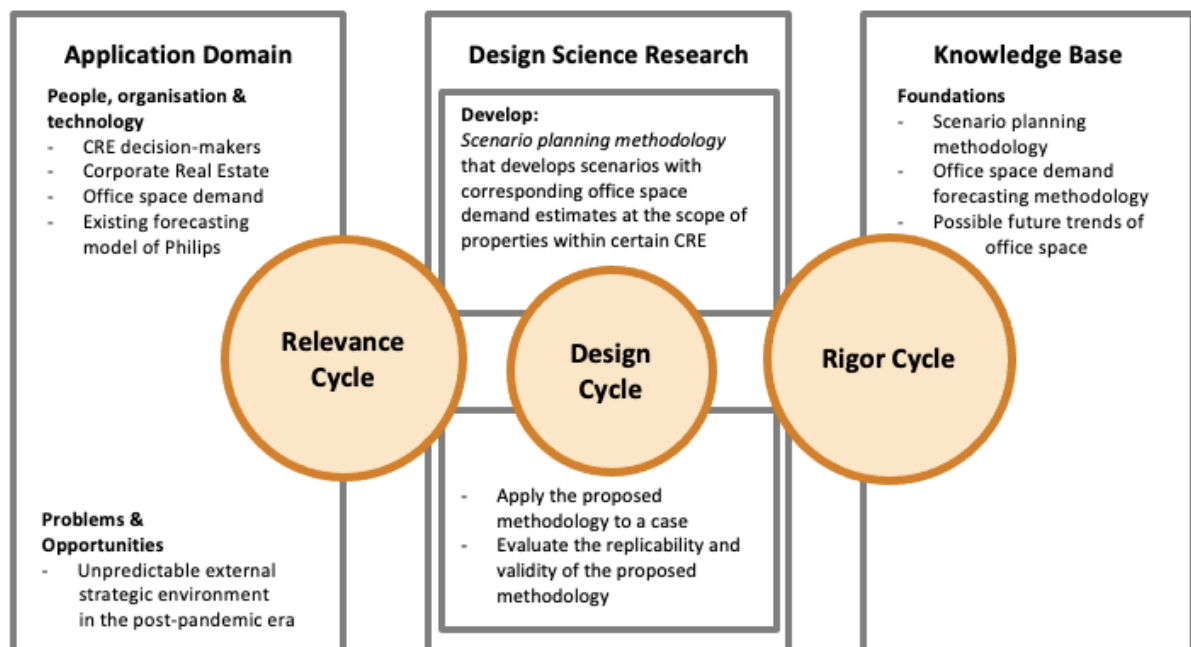 Application Domain
People, organisation &
technology
- CRE decision-makers
- Corporate Real Estate
- Office space demand
- Existing forecasting
model of Philips
Relevance
Cycle
Problems &
Opportunities
- Unpredictable external
strategic environment
in the post-pandemic era
Design Science Research
Develop:
Scenario planning methodology
that develops scenarios with
corresponding office space
demand estimates at the scope of
properties within certain CRE
Design
Cycle
- Apply the proposed
methodology to a case
- Evaluate the replicability and
validity of the proposed
methodology
Knowledge Base
Foundations
- Scenario planning
methodology
- Office space demand
forecasting methodology
- Possible future trends of
office space
Rigor Cycle